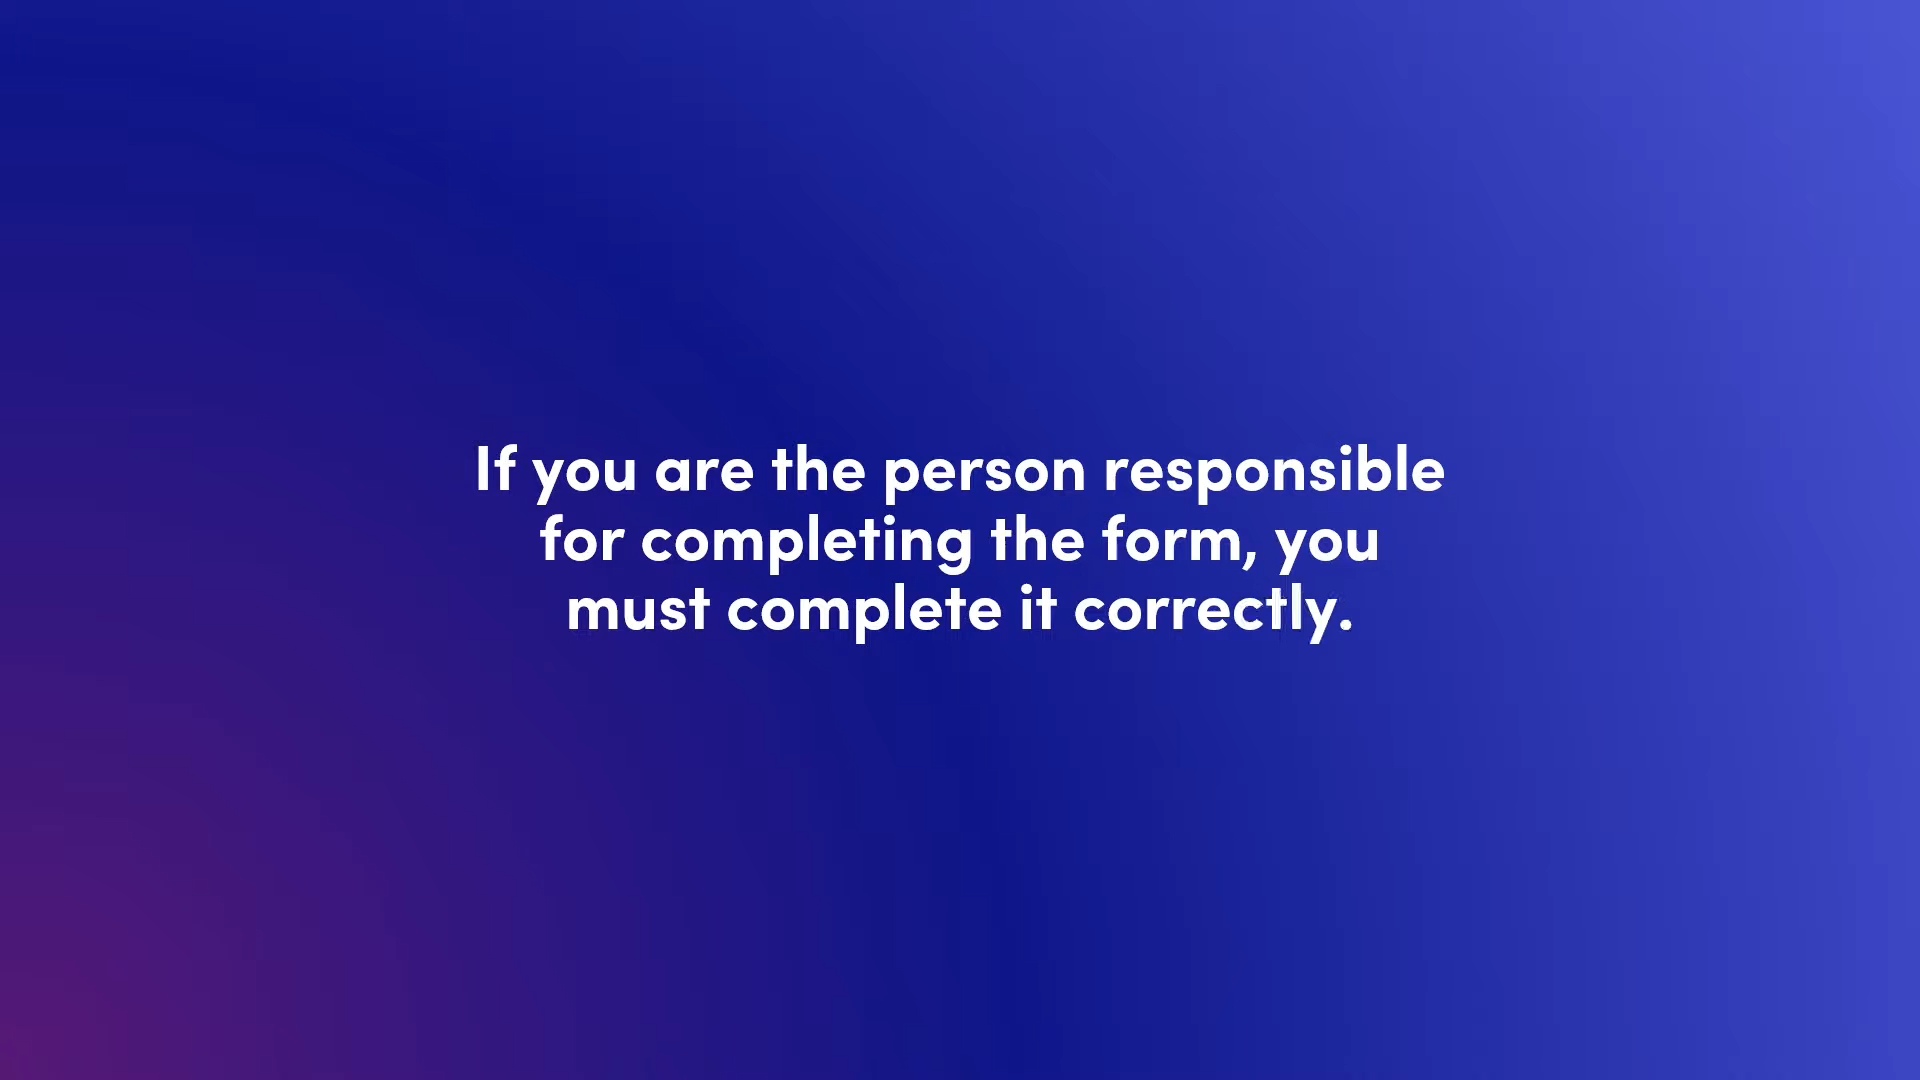 If you are the person responsible
for completing the form, you
must complete it correctly.